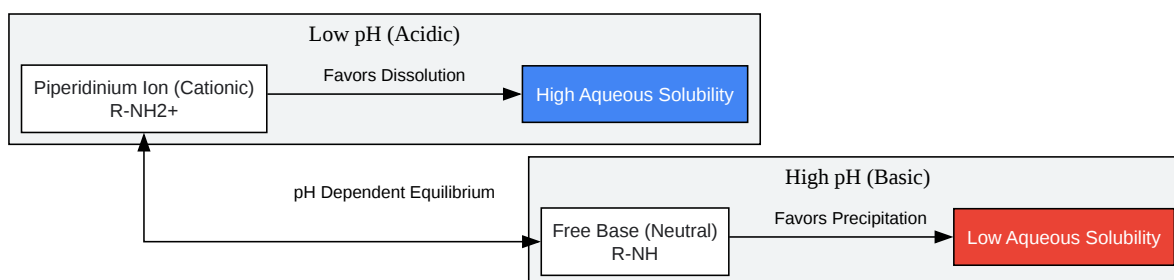 Low pH (Acidic)
Piperidinium Ion (Cationic)
R-NH2+
Favors Dissolution
High Aqueous Solubility
pH Dependent Equilibrium
High pH (Basic)
Free Base (Neutral)
R-NH
Favors Precipitation
Low Aqueous Solubility